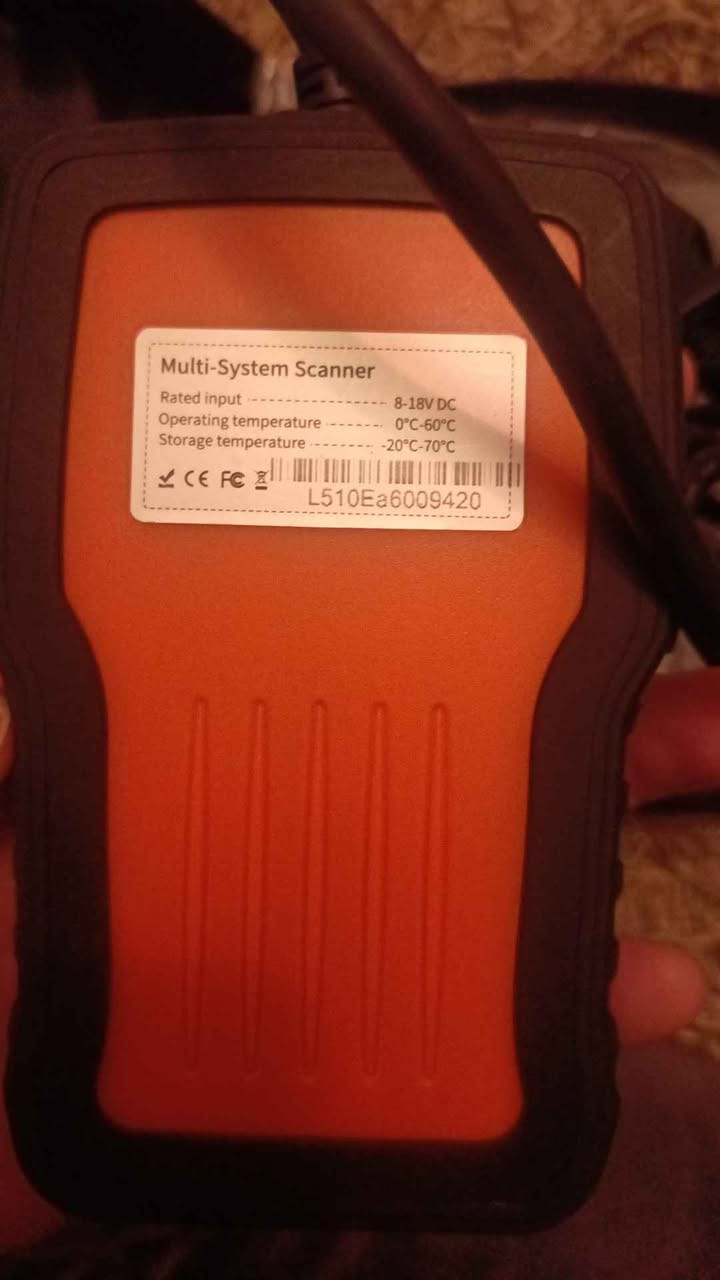 Multi-System Scanner
Rated input 8-18V DC
Operating temperature 0°C-60°C
Storage temperature -20°C-70°C
CE FC
L510Ea6009420